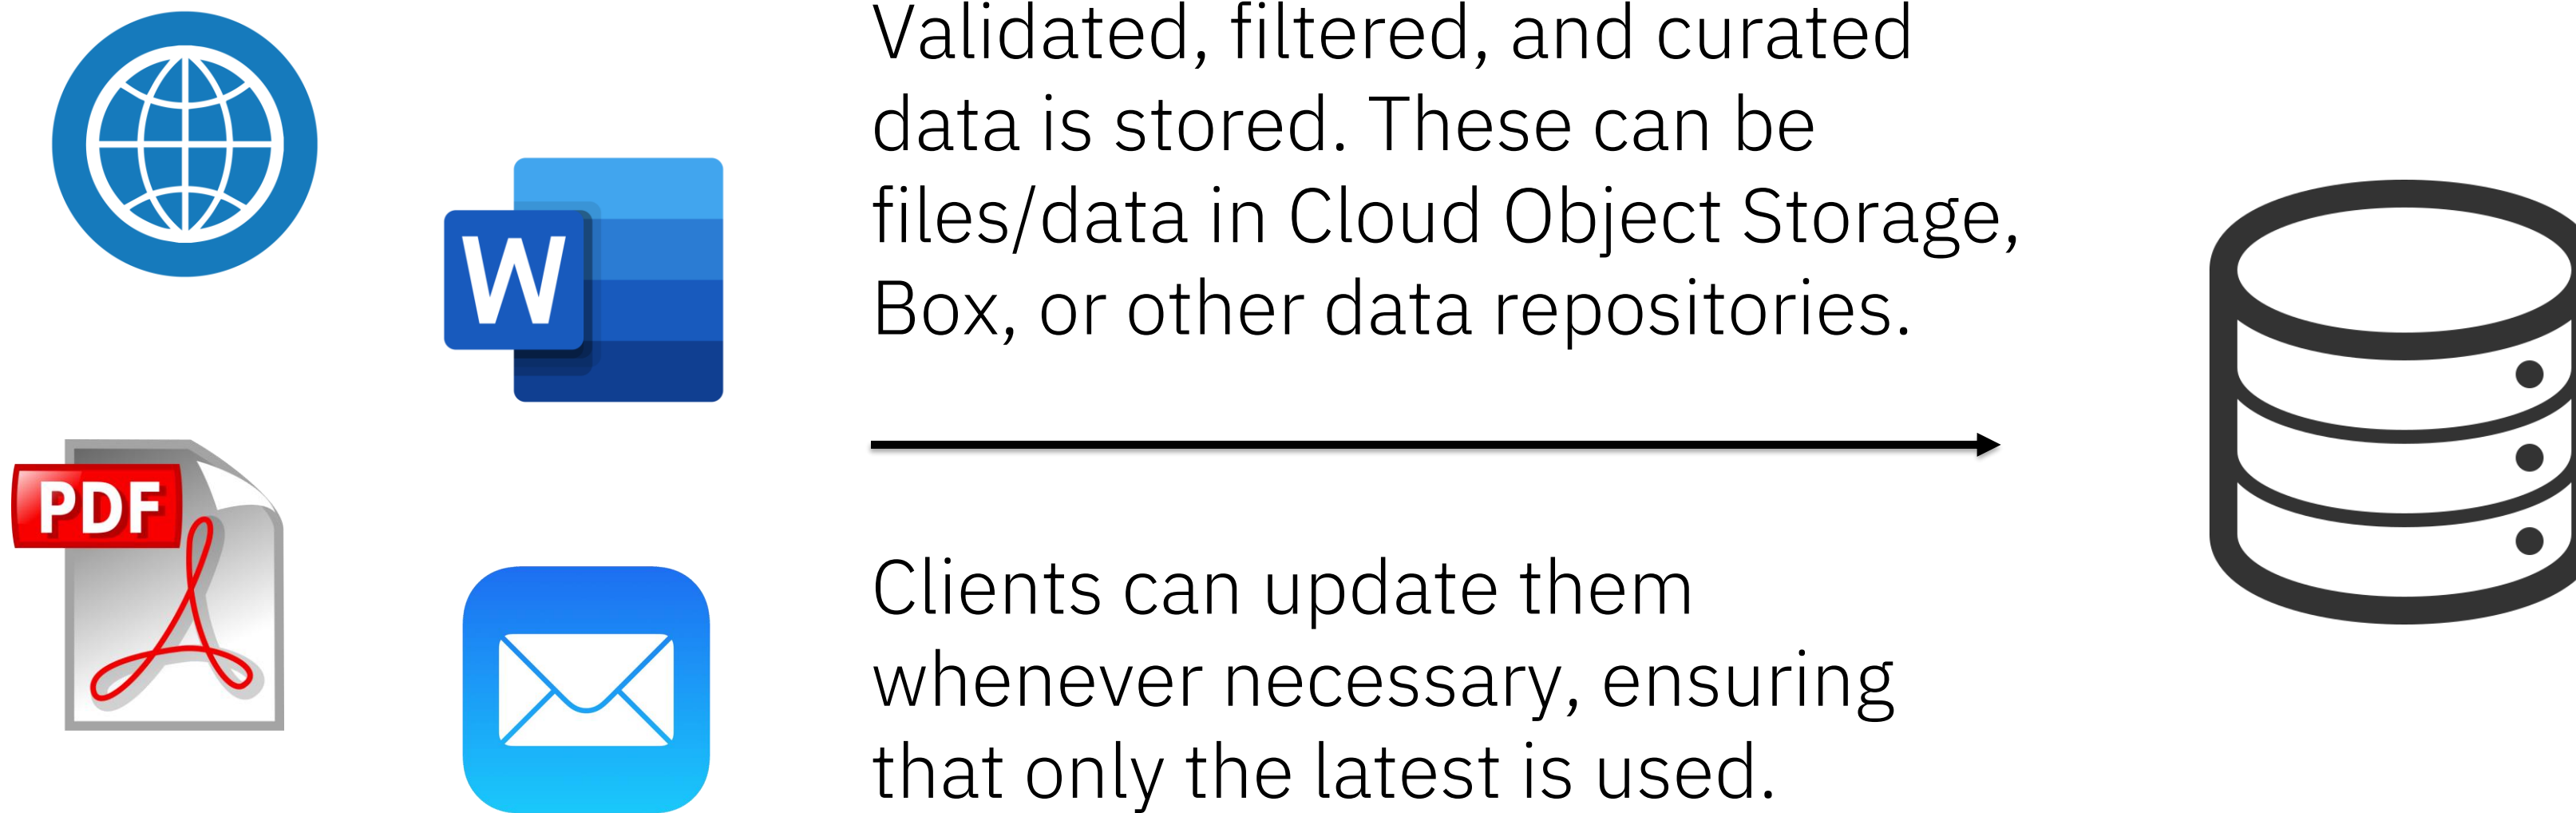 Validated, filtered, and curated
data is stored. These can be
files/data in Cloud Object Storage,
Box, or other data repositories.
W
PDF
Clients can update them
whenever necessary, ensuring
that only the latest is used.